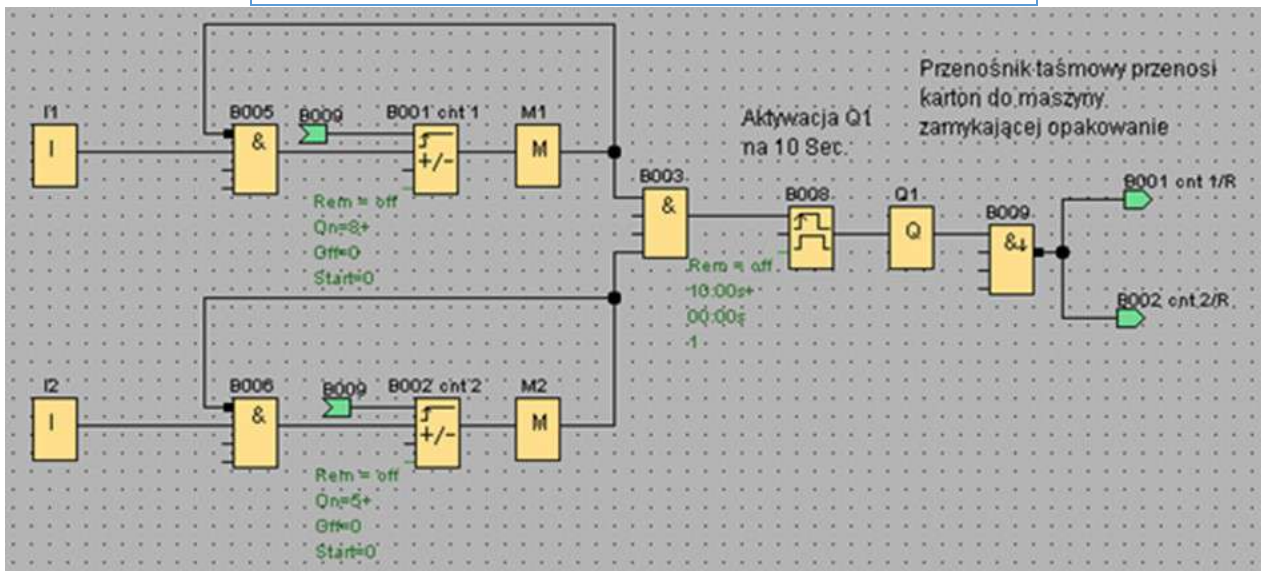 Przenośnik taśmowy przenosi
karton do maszyny
zamykającej opakowanie
Aktywacja Q1
na 10 Sec.
I1
I
B005
&
B009
B001 cnt 1
+/-
M1
M
Rem = off
On=8+
Off=0
Start=0
B003
&
B008
Rem = off
10:00s+
00:00s
1
Q1
Q
B009
&↓
B001 cnt 1/R
B002 cnt 2/R
I2
I
B006
&
B009
B002 cnt 2
+/-
M2
M
Rem = off
On=5+
Off=0
Start=0